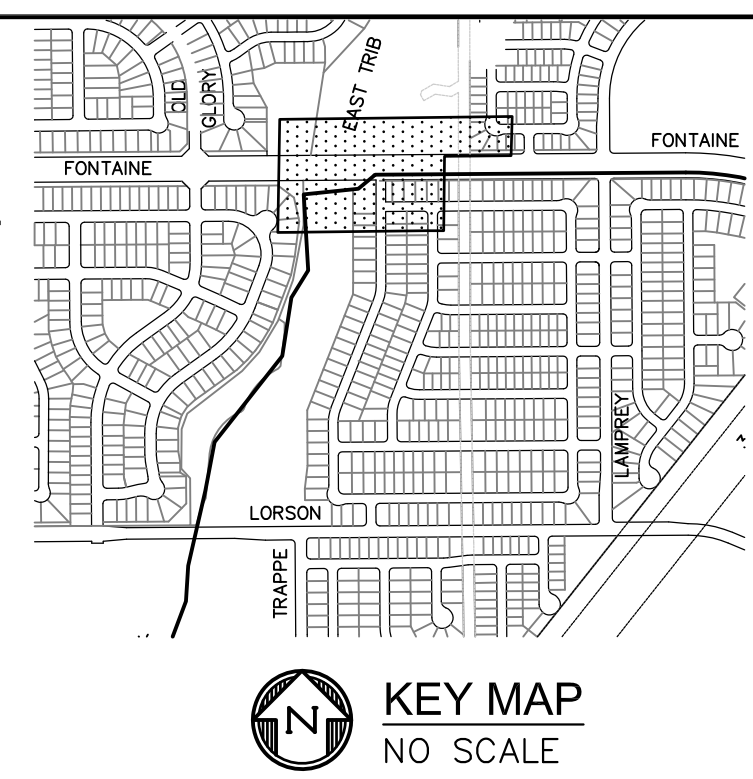 OLD
GLORY
EAST TRIB
FONTAINE
FONTAINE
LAMPREY
LORSON
TRAPPE
N
KEY MAP
NO SCALE